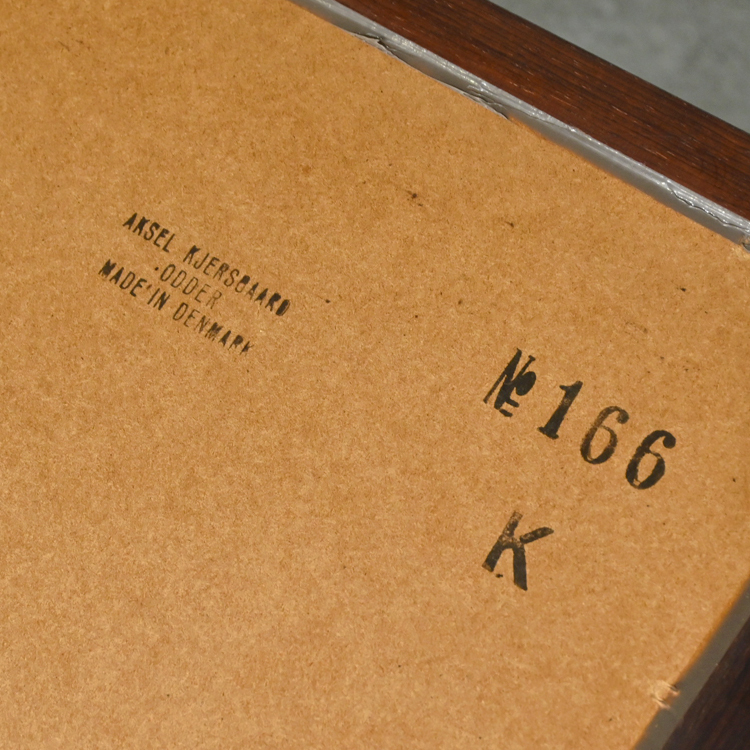 AKSEL KJERSGAARD
·ODDER
MADE IN DENMARK
№ 166
K